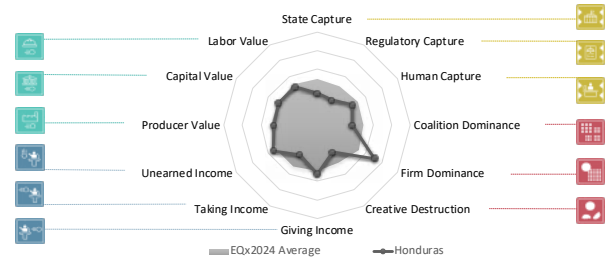 State Capture
Labor Value
Regulatory Capture
Capital Value
Human Capture
Producer Value
Coalition Dominance
Unearned Income
Firm Dominance
Taking Income
Creative Destruction
Giving Income
EQx2024 Average
Honduras